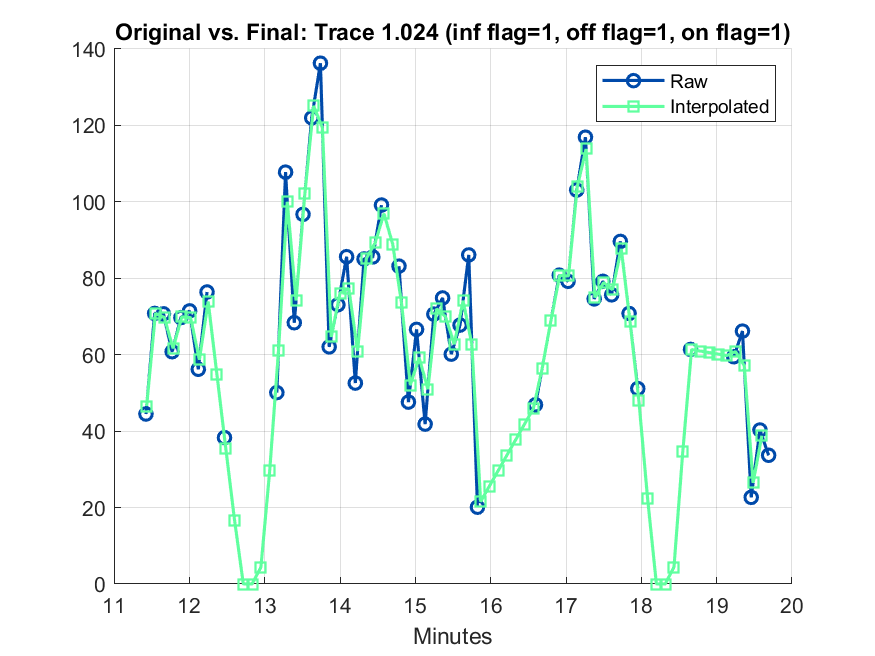 Original vs. Final: Trace 1.024 (inf flag=1, off flag=1, on flag=1)
140
120
100
80
60
40
20
0
Raw
Interpolated
11 12 13 14 15 16 17 18 19 20
Minutes